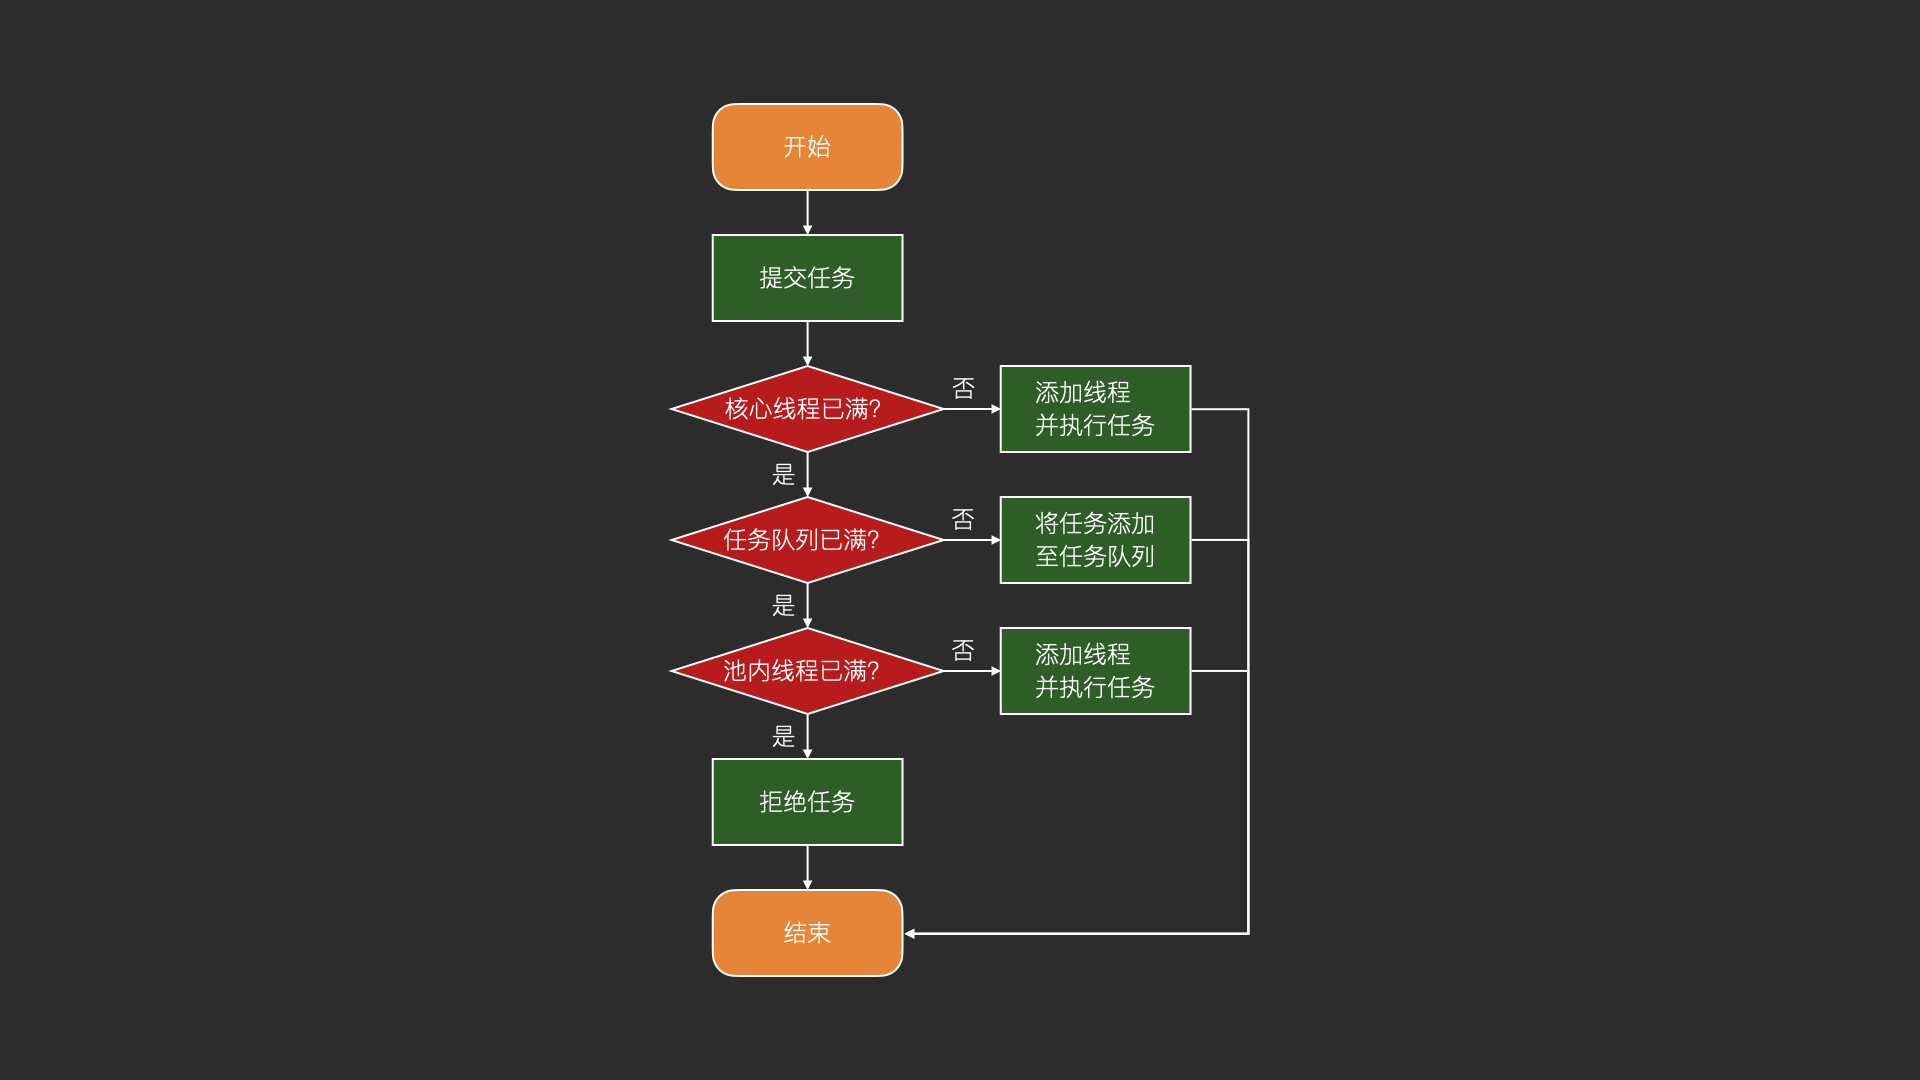 开始
提交任务
核心线程已满?
否
添加线程
并执行任务
是
任务队列已满?
否
将任务添加
至任务队列
是
池内线程已满?
否
添加线程
并执行任务
是
拒绝任务
结束